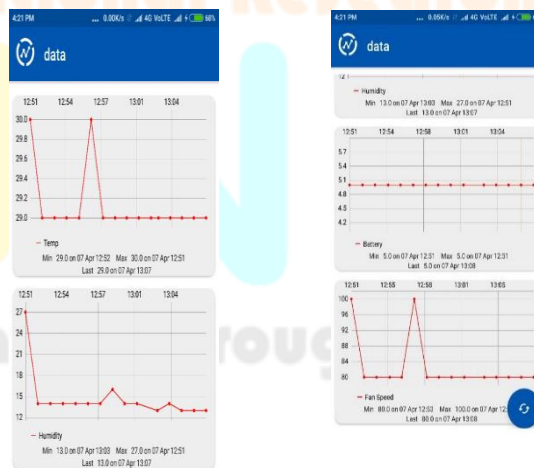 4:21 PM ... 0.00K/s 4G VoLTE 60%
data
12:51 12:54 12:57 13:01 13:04
30.0
29.8
29.6
29.4
29.2
29.0
Temp
Min 29.0 on 07 Apr 12:52 Max 30.0 on 07 Apr 12:51
Last 29.0 on 07 Apr 13:07
12:51 12:54 12:57 13:01 13:04
27
24
21
18
15
12
Humidity
Min 13.0 on 07 Apr 13:03 Max 27.0 on 07 Apr 12:51
Last 13.0 on 07 Apr 13:07
4:21 PM ... 0.05K/s 4G VoLTE
data
12
Humidity
Min 13.0 on 07 Apr 13:03 Max 27.0 on 07 Apr 12:51
Last 13.0 on 07 Apr 13:07
12:51 12:54 12:58 13:01 13:04
5.7
5.4
5.1
4.8
4.5
4.2
Battery
Min 5.0 on 07 Apr 12:51 Max 5.0 on 07 Apr 12:51
Last 5.0 on 07 Apr 13:08
12:51 12:55 12:58 13:01 13:05
100
96
92
88
84
80
Fan Speed
Min 80.0 on 07 Apr 12:53 Max 100.0 on 07 Apr 12
Last 80.0 on 07 Apr 13:08